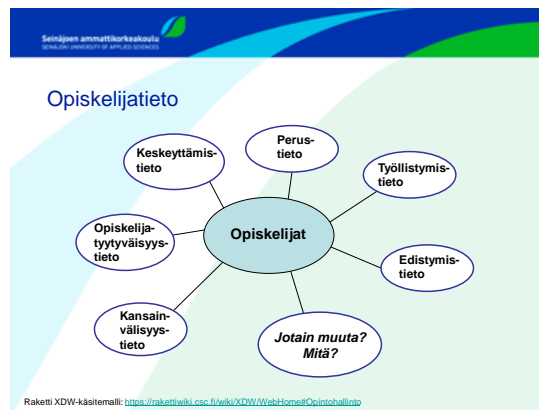 Seinäjoen ammattikorkeakoulu
SEINÄJOKI UNIVERSITY OF APPLIED SCIENCES
Opiskelijatieto
Perus-
tieto
Keskeyttämis-
tieto
Työllistymis-
tieto
Opiskelija-
tyytyväisyys-
tieto
Opiskelijat
Edistymis-
tieto
Kansain-
välisyys-
tieto
Jotain muuta?
Mitä?
Raketti XDW-käsitemalli: https://rakettiwiki.csc.fi/wiki/XDW/WebHome#Opintohallinto